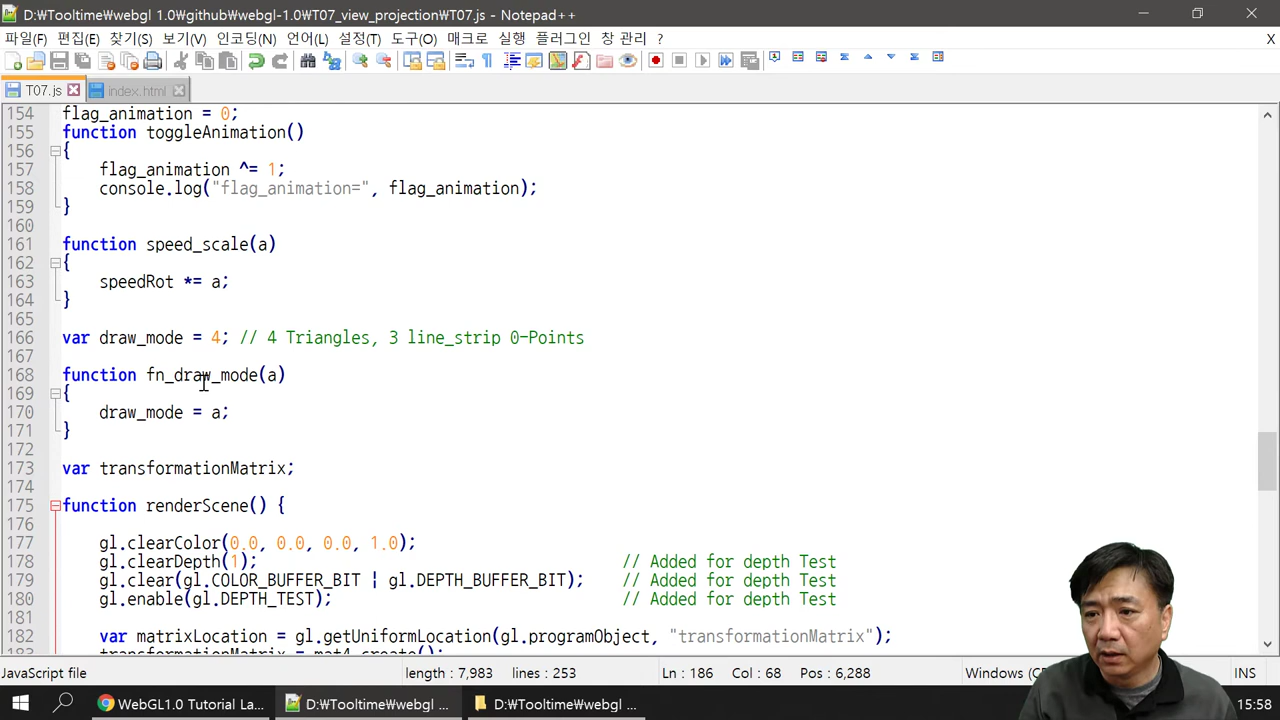 D:₩Tooltime₩webgl 1.0₩github₩webgl-1.0₩T07_view_projection₩T07.js - Notepad++
파일(F) 편집(E) 찾기(S) 보기(V) 인코딩(N) 언어(L) 설정(T) 도구(O) 매크로 실행 플러그인 창 관리 ? X
T07.js index.html
154 flag_animation = 0;
155 function toggleAnimation()
156 {
157 flag_animation ^= 1;
158 console.log("flag_animation=", flag_animation);
159 }
160
161 function speed_scale(a)
162 {
163 speedRot *= a;
164 }
165
166 var draw_mode = 4; // 4 Triangles, 3 line_strip 0-Points
167
168 function fn_draw_mode(a)
169 {
170 draw_mode = a;
171 }
172
173 var transformationMatrix;
174
175 function renderScene() {
176
177 gl.clearColor(0.0, 0.0, 0.0, 1.0);
178 gl.clearDepth(1); // Added for depth Test
179 gl.clear(gl.COLOR_BUFFER_BIT | gl.DEPTH_BUFFER_BIT); // Added for depth Test
180 gl.enable(gl.DEPTH_TEST); // Added for depth Test
181
182 var matrixLocation = gl.getUniformLocation(gl.programObject, "transformationMatrix");
183 transformationMatrix = mat4.create();
JavaScript file length : 7,983 lines : 253 Ln : 186 Col : 68 Pos : 6,288 Windows INS
WebGL1.0 Tutorial La... D:₩Tooltime₩webgl ... D:₩Tooltime₩webgl ... 15:58